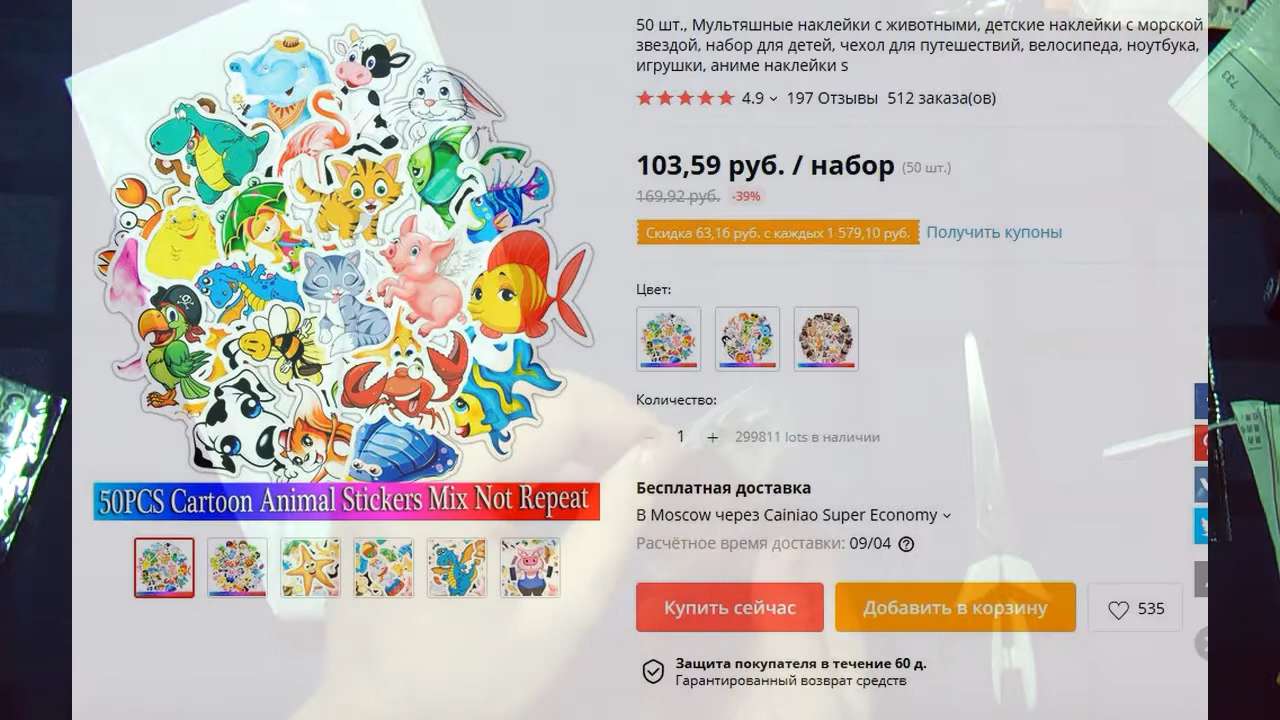 50 шт., Мультяшные наклейки с животными, детские наклейки с морской
звездой, набор для детей, чехол для путешествий, велосипеда, ноутбука,
игрушки, аниме наклейки s
4.9 197 Отзывы 512 заказа(ов)
103,59 руб. / набор (50 шт.)
169,92 руб. -39%
Скидка 63,16 руб. с каждых 1 579,10 руб. Получить купоны
Цвет:
Количество:
1 + 299811 lots в наличии
Бесплатная доставка
В Moscow через Cainiao Super Economy
Расчётное время доставки: 09/04 ?
Купить сейчас Добавить в корзину 535
Защита покупателя в течение 60 д.
Гарантированный возврат средств
50PCS Cartoon Animal Stickers Mix Not Repeat
733